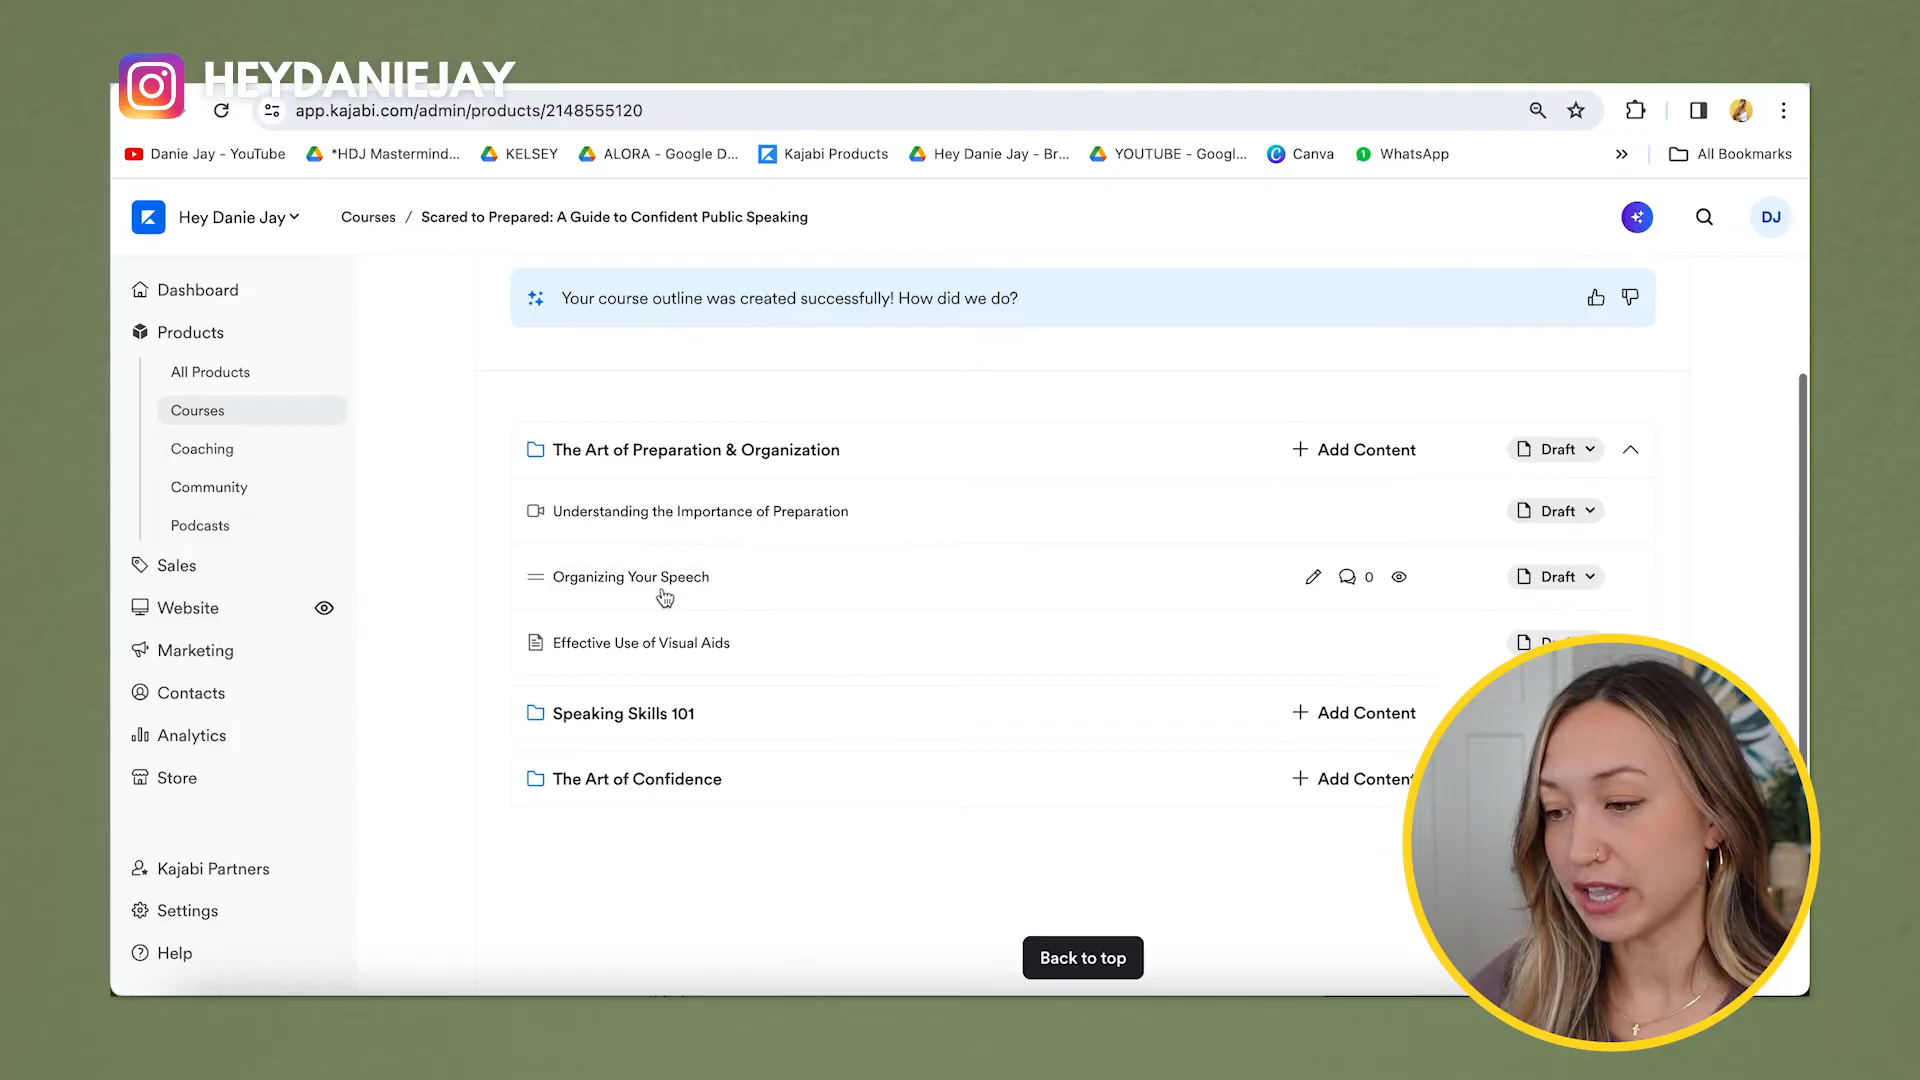 HEYDANIEJAY
app.kajabi.com/admin/products/2148555120
Danie Jay - YouTube *HDJ Mastermind... KELSEY ALORA - Google D... Kajabi Products Hey Danie Jay - Br... YOUTUBE - Googl... Canva 1 WhatsApp All Bookmarks
Hey Danie Jay Courses / Scared to Prepared: A Guide to Confident Public Speaking DJ
Dashboard
Products
All Products
Courses
Coaching
Community
Podcasts
Sales
Website
Marketing
Contacts
Analytics
Store
Kajabi Partners
Settings
Help
Your course outline was created successfully! How did we do?
The Art of Preparation & Organization + Add Content Draft
Understanding the Importance of Preparation Draft
Organizing Your Speech 0 Draft
Effective Use of Visual Aids
Speaking Skills 101 + Add Content
The Art of Confidence + Add Content
Back to top